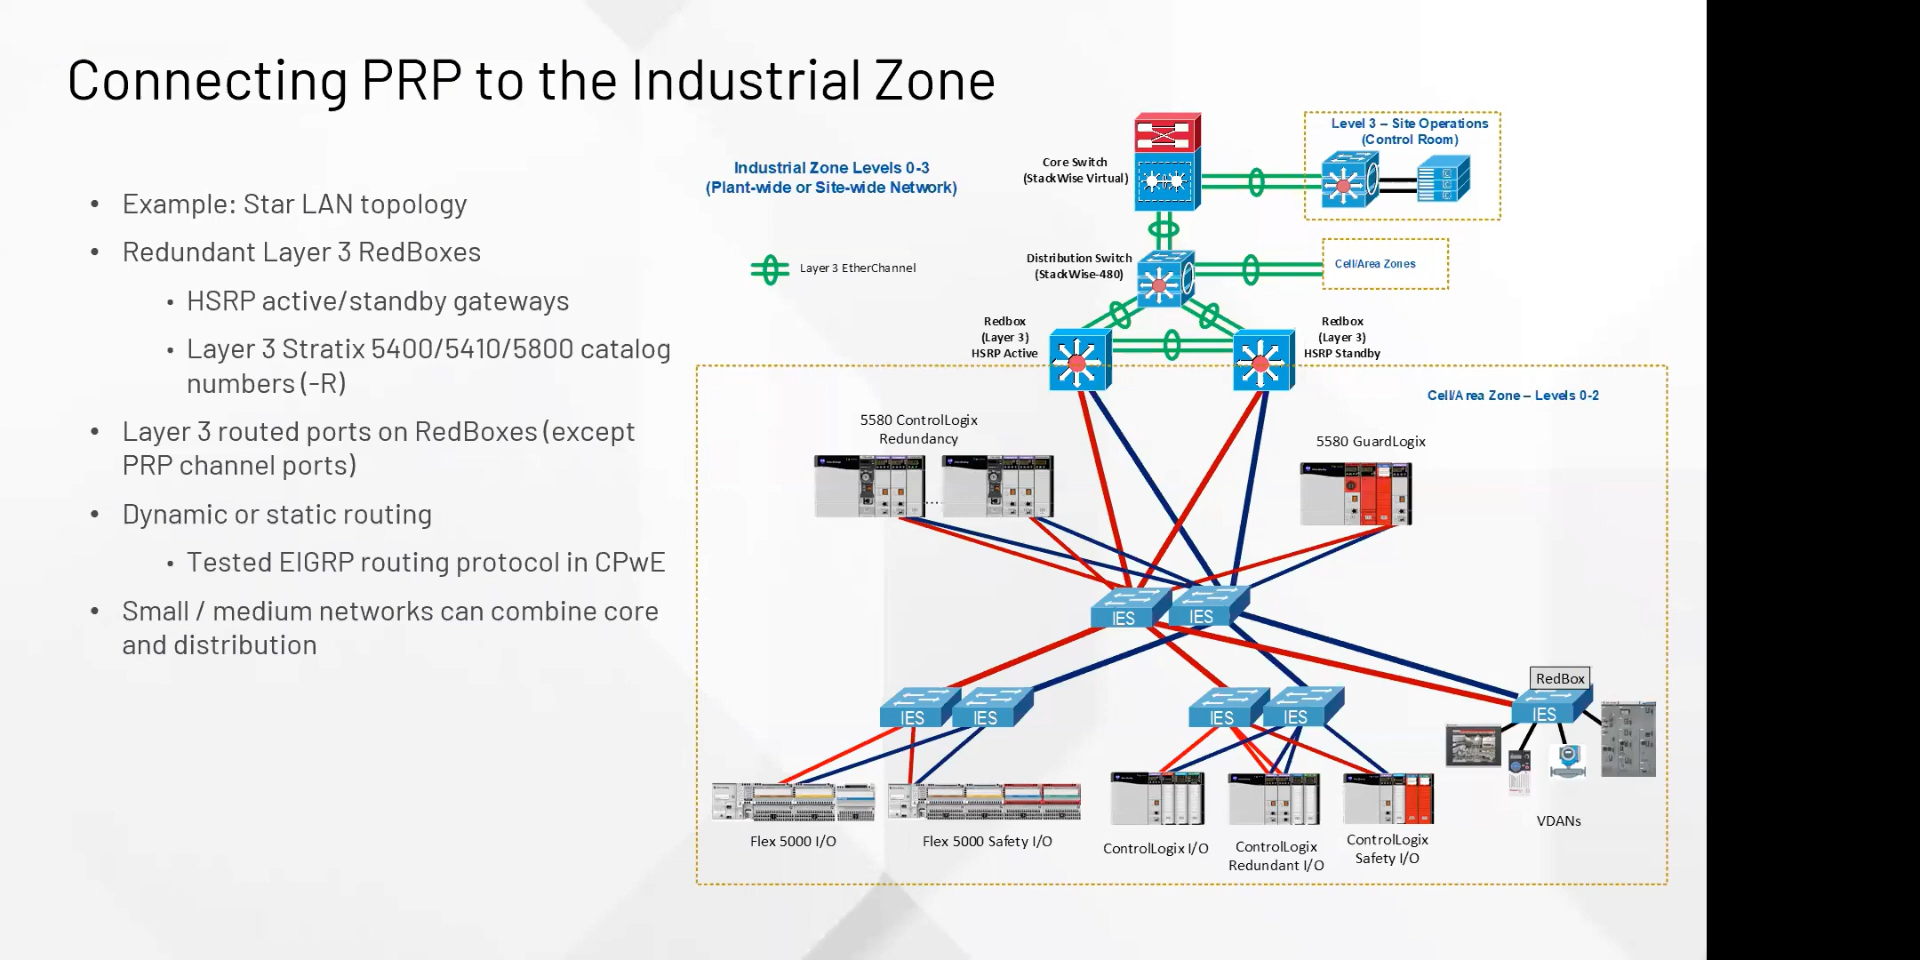 Connecting PRP to the Industrial Zone
• Example: Star LAN topology
• Redundant Layer 3 RedBoxes
• HSRP active/standby gateways
• Layer 3 Stratix 5400/5410/5800 catalog
numbers (-R)
• Layer 3 routed ports on RedBoxes (except
PRP channel ports)
• Dynamic or static routing
• Tested EIGRP routing protocol in CPwE
• Small / medium networks can combine core
and distribution
Industrial Zone Levels 0-3
(Plant-wide or Site-wide Network)
Layer 3 EtherChannel
Core Switch
(StackWise Virtual)
Level 3 – Site Operations
(Control Room)
Distribution Switch
(StackWise-480)
Cell/Area Zones
Redbox
(Layer 3)
HSRP Active
Redbox
(Layer 3)
HSRP Standby
Cell/Area Zone – Levels 0-2
5580 ControlLogix
Redundancy
5580 GuardLogix
IES
IES
IES
IES
IES
IES
RedBox
IES
Flex 5000 I/O
Flex 5000 Safety I/O
ControlLogix I/O
ControlLogix
Redundant I/O
ControlLogix
Safety I/O
VDANs